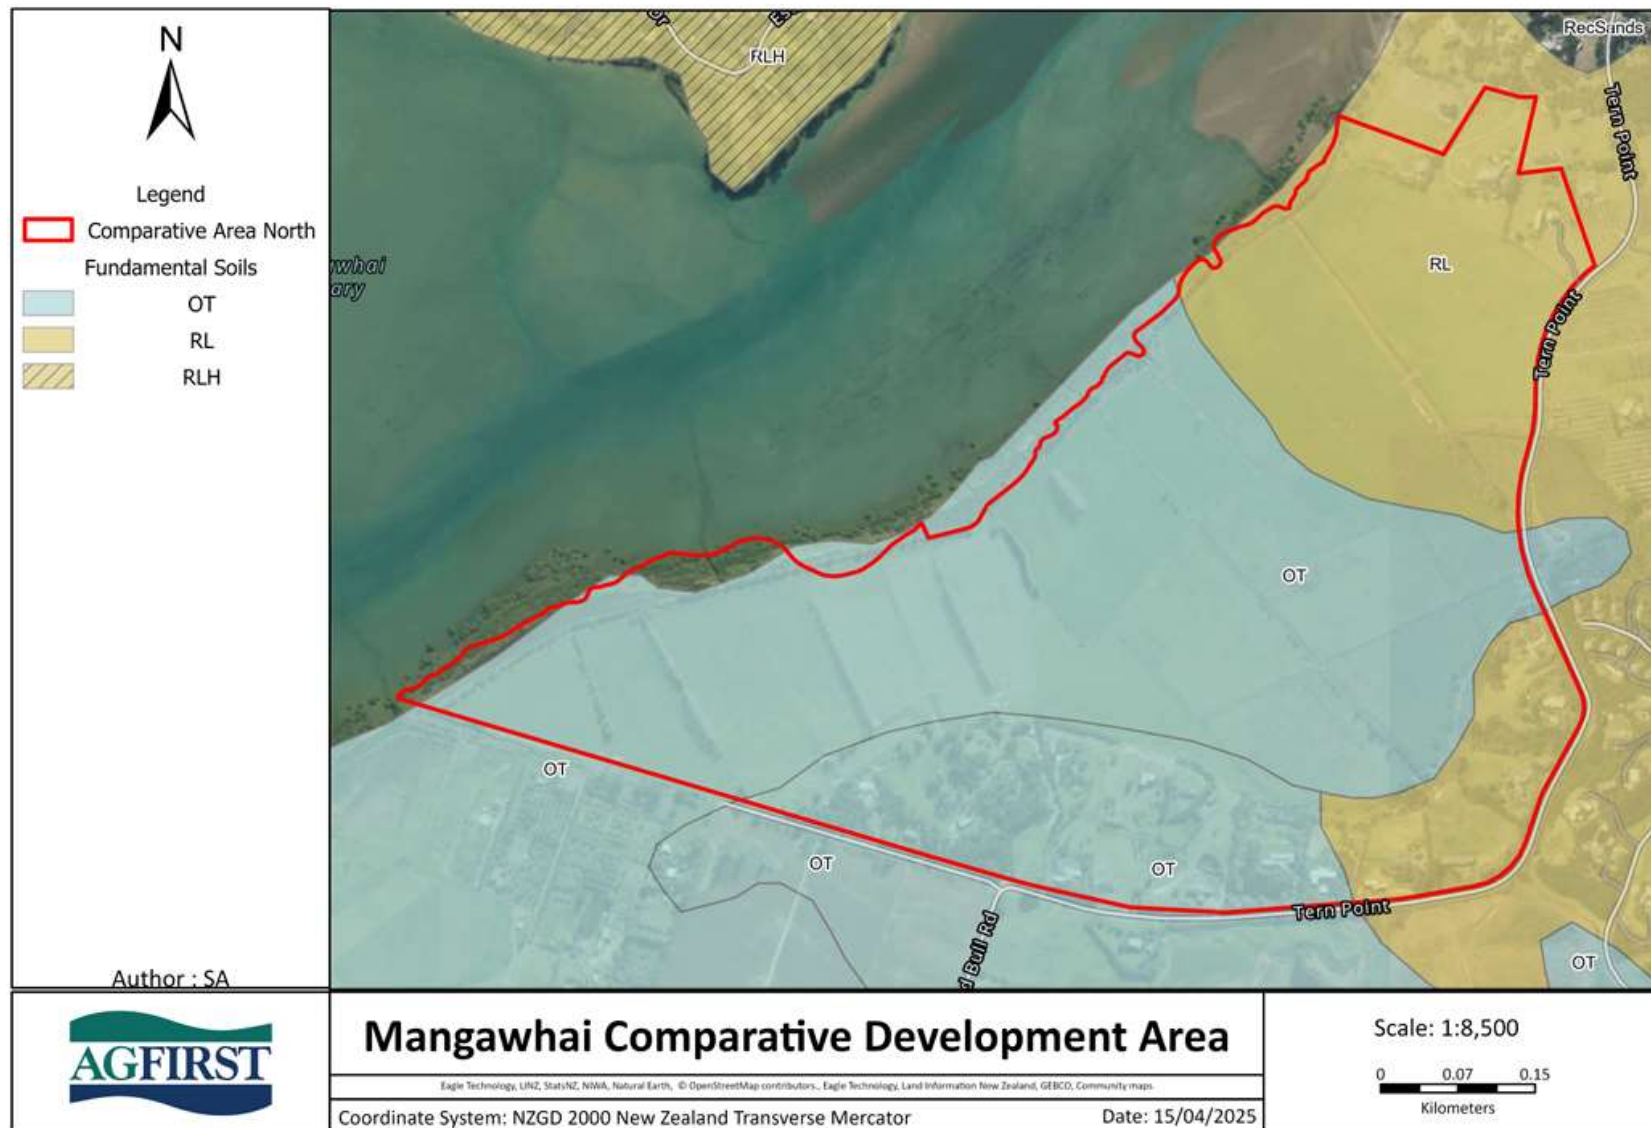 N
Legend
Comparative Area North
Fundamental Soils
OT
RL
RLH
Author : SA
RLH
RecSands
Tern Point
RL
Tern Point
OT
OT
OT
OT
Tern Point
Bull Rd
OT
AGFIRST
Mangawhai Comparative Development Area
Eagle Technology, LINZ, StatsNZ, NIWA, Natural Earth, © OpenStreetMap contributors., Eagle Technology, Land Information New Zealand, GEBCO, Community maps
Coordinate System: NZGD 2000 New Zealand Transverse Mercator
Date: 15/04/2025
Scale: 1:8,500
0 0.07 0.15
Kilometers